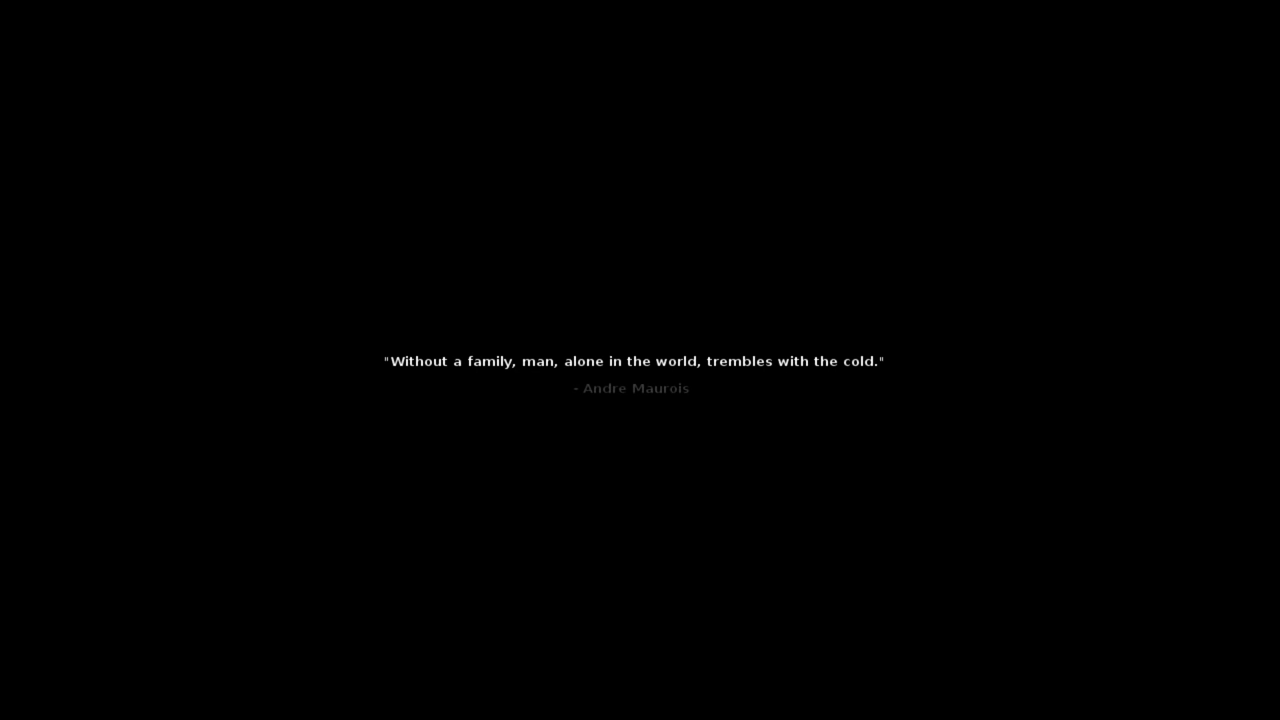 "Without a family, man, alone in the world, trembles with the cold."
- Andre Maurois